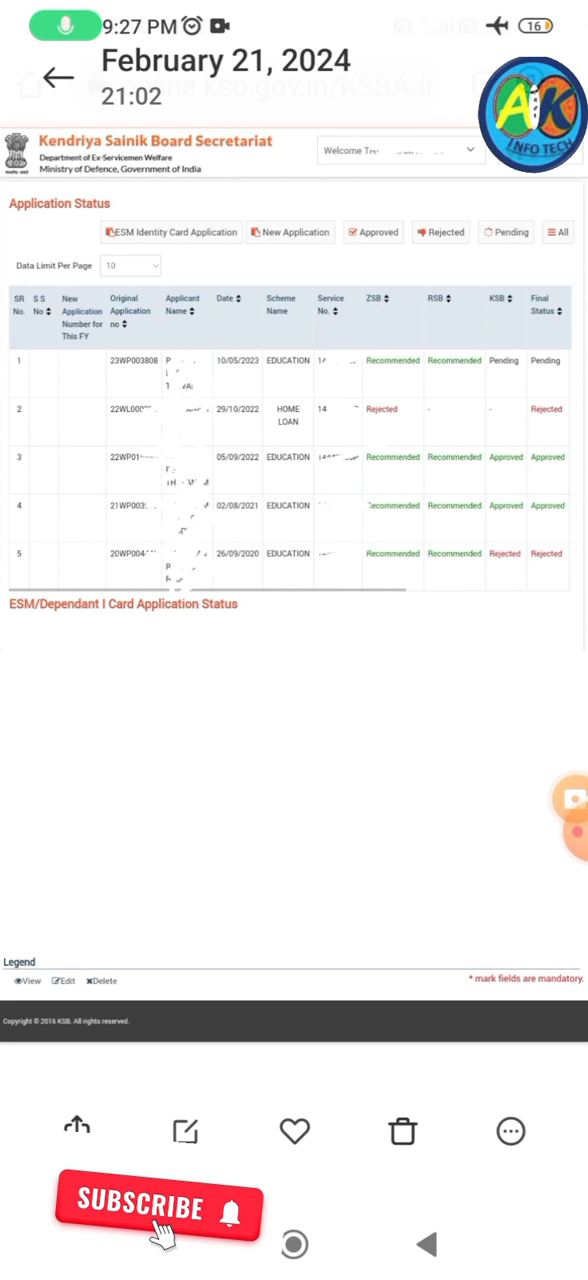 9:27 PM
16
February 21, 2024
21:02
AK
INFO TECH
Kendriya Sainik Board Secretariat
Department of Ex-Servicemen Welfare
Ministry of Defence, Government of India
Welcome
Application Status
ESM Identity Card Application New Application Approved Rejected Pending All
Data Limit Per Page 10
SR No. S S No New Application Number for This FY Original Application no Applicant Name Date Scheme Name Service No. ZSB RSB KSB Final Status
1 23WP003808 10/05/2023 EDUCATION Recommended Recommended Pending Pending
2 29/10/2022 HOME LOAN 14 Rejected - - Rejected
3 05/09/2022 EDUCATION Recommended Recommended Approved Approved
4 02/08/2021 EDUCATION Recommended Recommended Approved Approved
5 26/09/2020 EDUCATION Recommended Recommended Rejected Rejected
ESM/Dependant I Card Application Status
Legend
View Edit Delete
* mark fields are mandatory.
Copyright © 2016 KSB. All rights reserved.
SUBSCRIBE